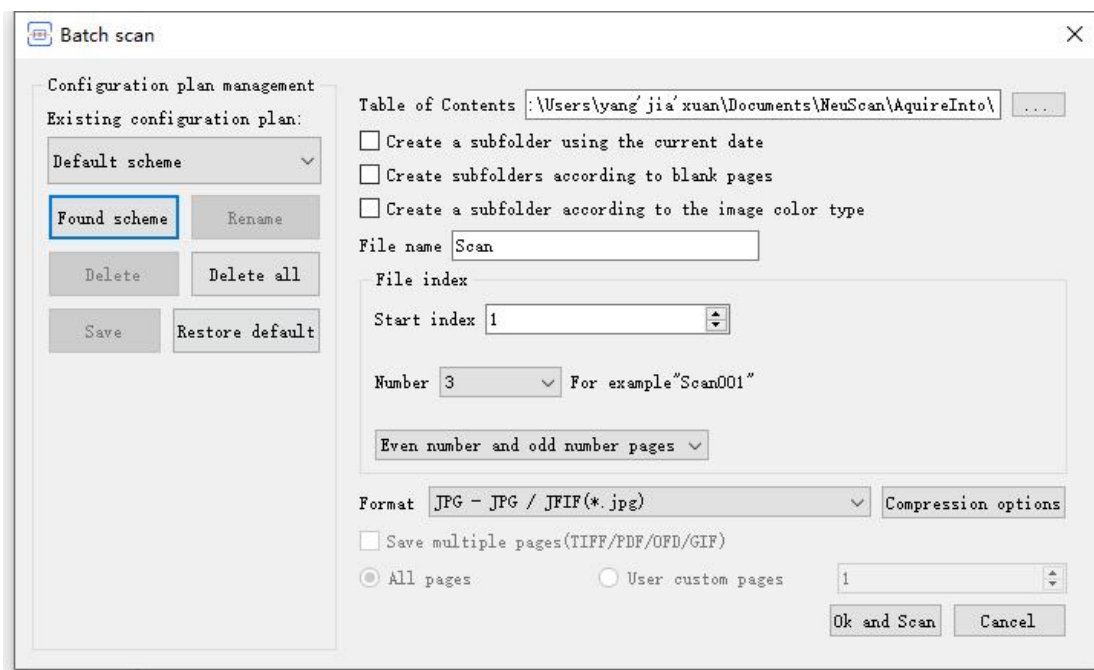 Batch scan
Configuration plan management
Existing configuration plan:
Default scheme
Found scheme
Rename
Delete
Delete all
Save
Restore default
Table of Contents :\Users\yang'jia'xuan\Documents\NeuScan\AquireInto\ ...
Create a subfolder using the current date
Create subfolders according to blank pages
Create a subfolder according to the image color type
File name Scan
File index
Start index 1
Number 3 For example"Scan001"
Even number and odd number pages
Format JPG - JPG / JFIF(*.jpg) Compression options
Save multiple pages(TIFF/PDF/OFD/GIF)
All pages User custom pages 1
Ok and Scan Cancel